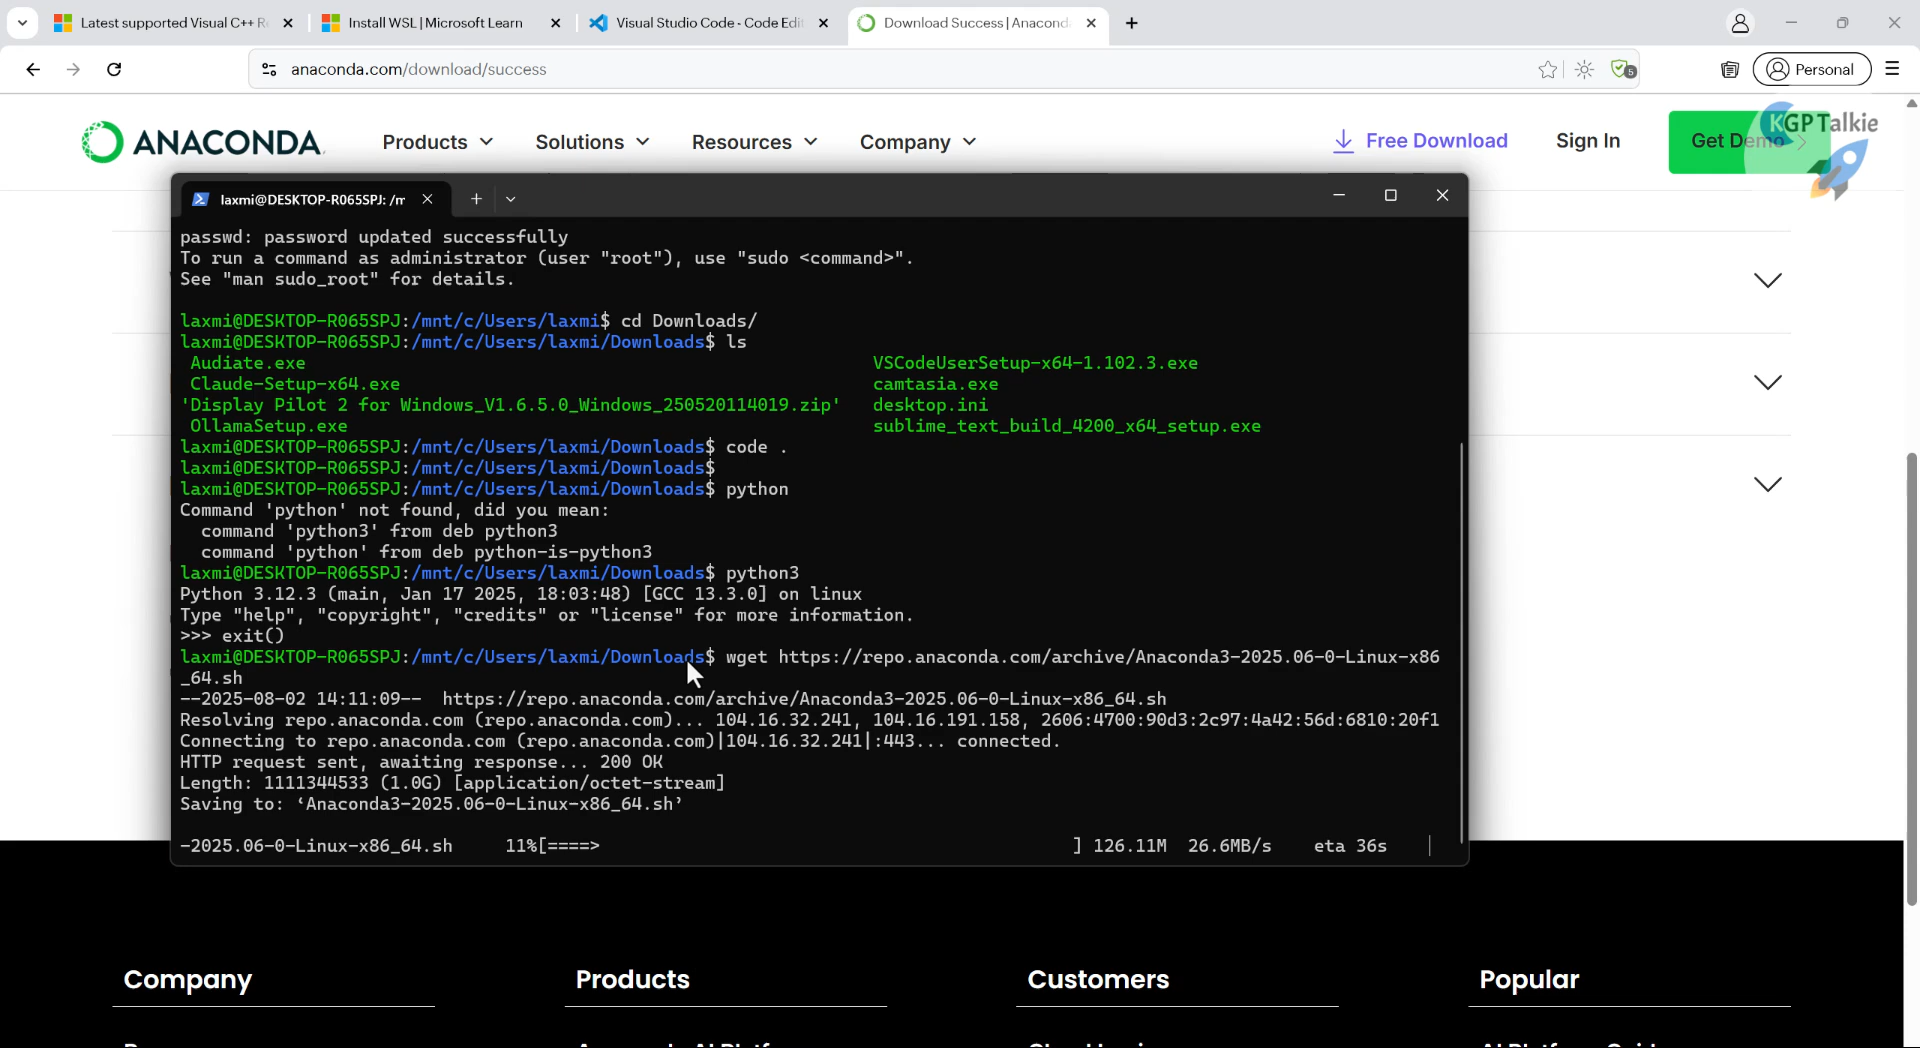 Latest supported Visual C++ Re
Install WSL | Microsoft Learn
Visual Studio Code - Code Edit
Download Success | Anaconda
anaconda.com/download/success
5
Personal
ANACONDA.
Products
Solutions
Resources
Company
Free Download
Sign In
Get Demo
KGPTalkie
laxmi@DESKTOP-R065SPJ: /m
passwd: password updated successfully
To run a command as administrator (user "root"), use "sudo <command>".
See "man sudo_root" for details.
laxmi@DESKTOP-R065SPJ:/mnt/c/Users/laxmi$ cd Downloads/
laxmi@DESKTOP-R065SPJ:/mnt/c/Users/laxmi/Downloads$ ls
Audiate.exe VSCodeUserSetup-x64-1.102.3.exe
Claude-Setup-x64.exe camtasia.exe
'Display Pilot 2 for Windows_V1.6.5.0_Windows_250520114019.zip' desktop.ini
OllamaSetup.exe sublime_text_build_4200_x64_setup.exe
laxmi@DESKTOP-R065SPJ:/mnt/c/Users/laxmi/Downloads$ code .
laxmi@DESKTOP-R065SPJ:/mnt/c/Users/laxmi/Downloads$
laxmi@DESKTOP-R065SPJ:/mnt/c/Users/laxmi/Downloads$ python
Command 'python' not found, did you mean:
command 'python3' from deb python3
command 'python' from deb python-is-python3
laxmi@DESKTOP-R065SPJ:/mnt/c/Users/laxmi/Downloads$ python3
Python 3.12.3 (main, Jan 17 2025, 18:03:48) [GCC 13.3.0] on linux
Type "help", "copyright", "credits" or "license" for more information.
>>> exit()
laxmi@DESKTOP-R065SPJ:/mnt/c/Users/laxmi/Downloads$ wget https://repo.anaconda.com/archive/Anaconda3-2025.06-0-Linux-x86
_64.sh
--2025-08-02 14:11:09-- https://repo.anaconda.com/archive/Anaconda3-2025.06-0-Linux-x86_64.sh
Resolving repo.anaconda.com (repo.anaconda.com)... 104.16.32.241, 104.16.191.158, 2606:4700:90d3:2c97:4a42:56d:6810:20f1
Connecting to repo.anaconda.com (repo.anaconda.com)|104.16.32.241|:443... connected.
HTTP request sent, awaiting response... 200 OK
Length: 1111344533 (1.0G) [application/octet-stream]
Saving to: ‘Anaconda3-2025.06-0-Linux-x86_64.sh’
-2025.06-0-Linux-x86_64.sh 11%[====> ] 126.11M 26.6MB/s eta 36s
Company
Products
Customers
Popular